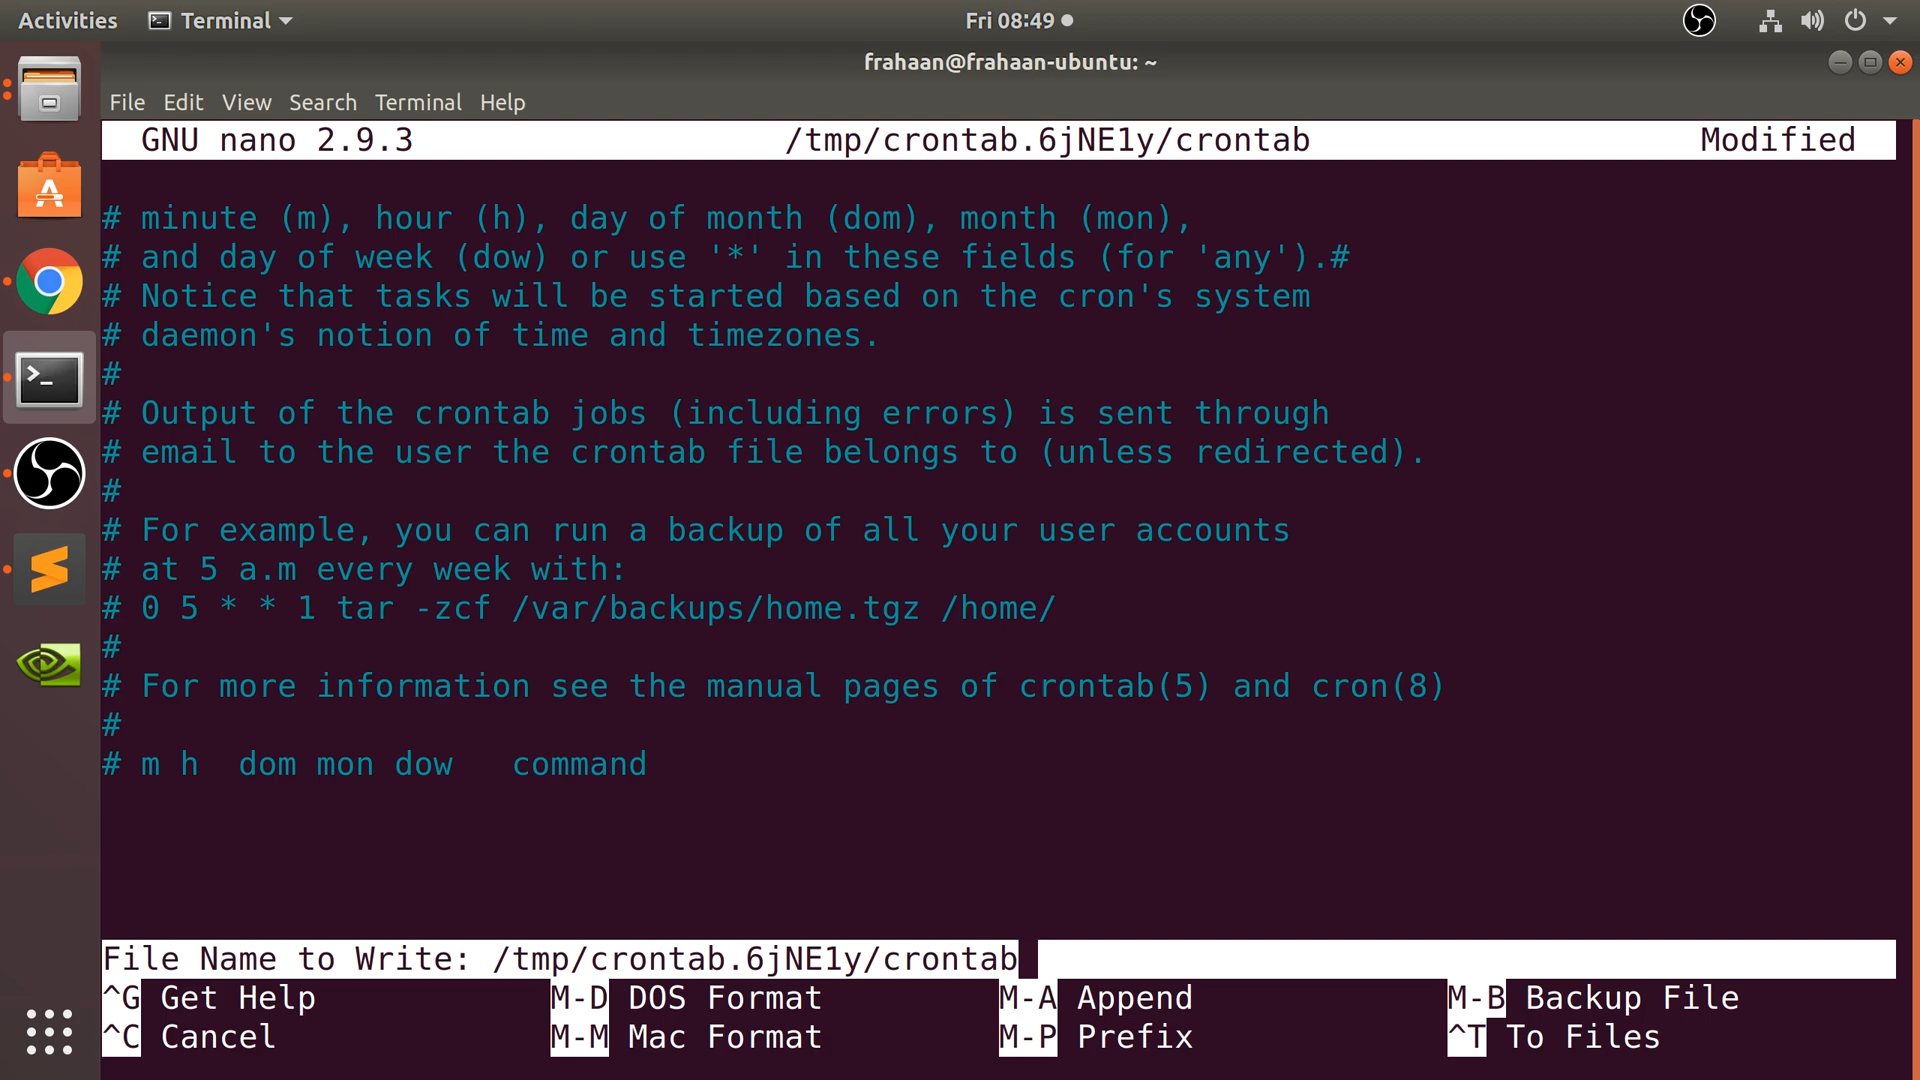 Activities Terminal Fri 08:49
frahaan@frahaan-ubuntu: ~
File Edit View Search Terminal Help
GNU nano 2.9.3 /tmp/crontab.6jNE1y/crontab Modified
# minute (m), hour (h), day of month (dom), month (mon),
# and day of week (dow) or use '*' in these fields (for 'any').#
# Notice that tasks will be started based on the cron's system
# daemon's notion of time and timezones.
#
# Output of the crontab jobs (including errors) is sent through
# email to the user the crontab file belongs to (unless redirected).
#
# For example, you can run a backup of all your user accounts
# at 5 a.m every week with:
# 0 5 * * 1 tar -zcf /var/backups/home.tgz /home/
#
# For more information see the manual pages of crontab(5) and cron(8)
#
# m h  dom mon dow   command
File Name to Write: /tmp/crontab.6jNE1y/crontab
^G Get Help M-D DOS Format M-A Append M-B Backup File
^C Cancel M-M Mac Format M-P Prefix ^T To Files